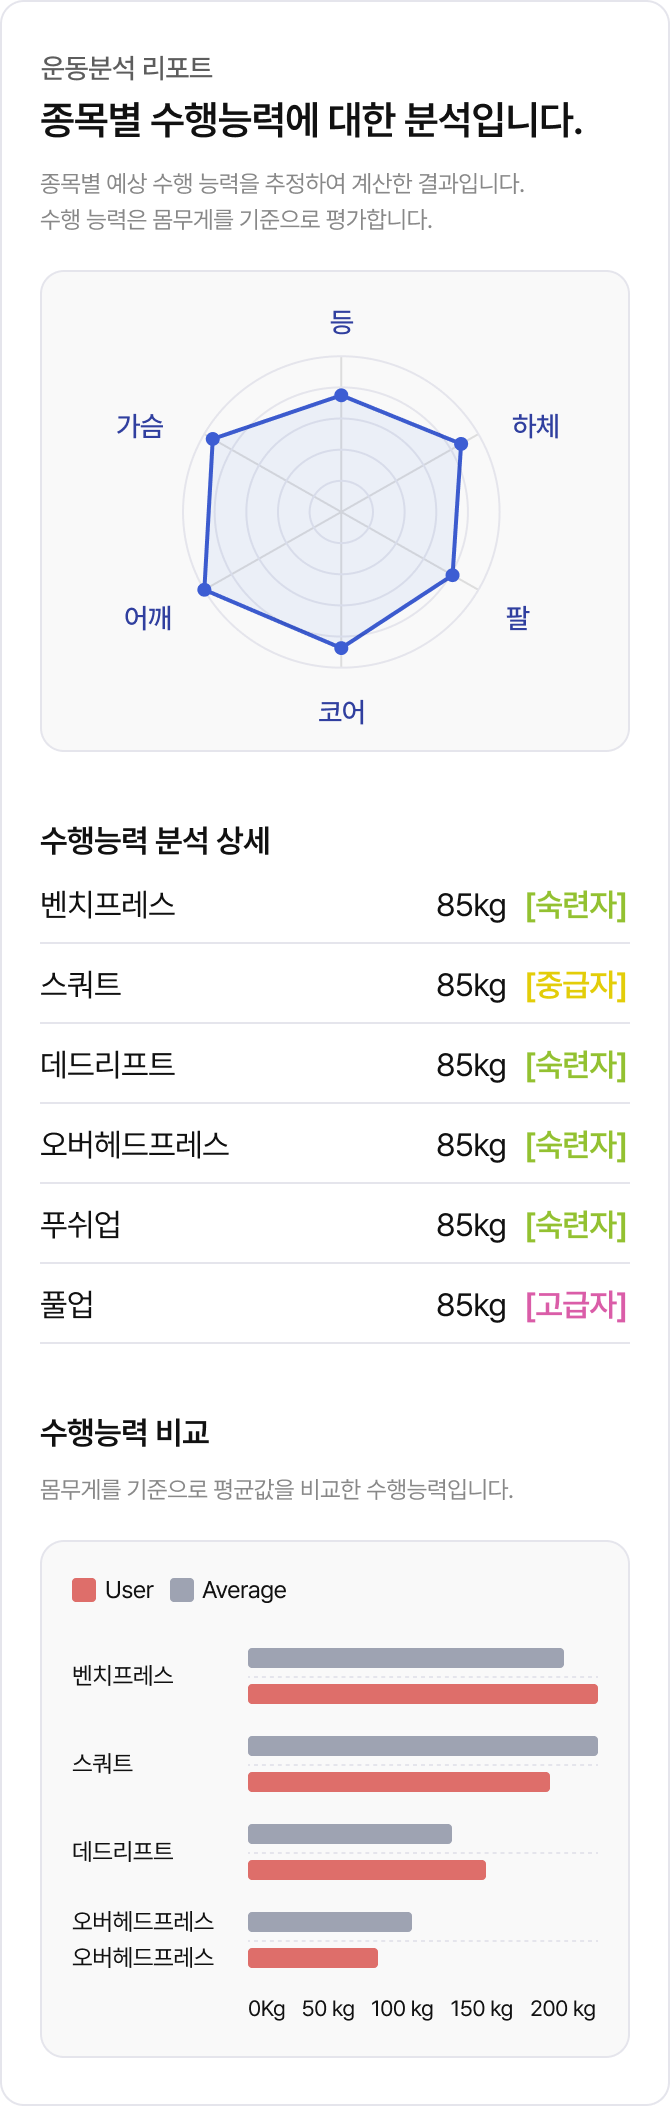 운동분석 리포트
종목별 수행능력에 대한 분석입니다.
종목별 예상 수행 능력을 추정하여 계산한 결과입니다.
수행 능력은 몸무게를 기준으로 평가합니다.
등
가슴
하체
어깨
팔
코어
수행능력 분석 상세
벤치프레스 85kg [숙련자]
스쿼트 85kg [중급자]
데드리프트 85kg [숙련자]
오버헤드프레스 85kg [숙련자]
푸쉬업 85kg [숙련자]
풀업 85kg [고급자]
수행능력 비교
몸무게를 기준으로 평균값을 비교한 수행능력입니다.
User Average
벤치프레스
스쿼트
데드리프트
오버헤드프레스
오버헤드프레스
0Kg 50 kg 100 kg 150 kg 200 kg